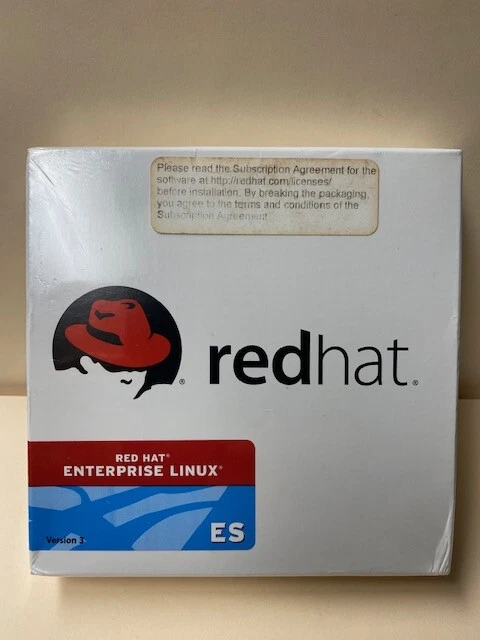 Please read the Subscription Agreement for the
software at http://redhat.com/licenses/
before installation. By breaking the packaging,
you agree to the terms and conditions of the
Subscription Agreement
redhat.®
®
RED HAT®
ENTERPRISE LINUX®
Version 3
ES